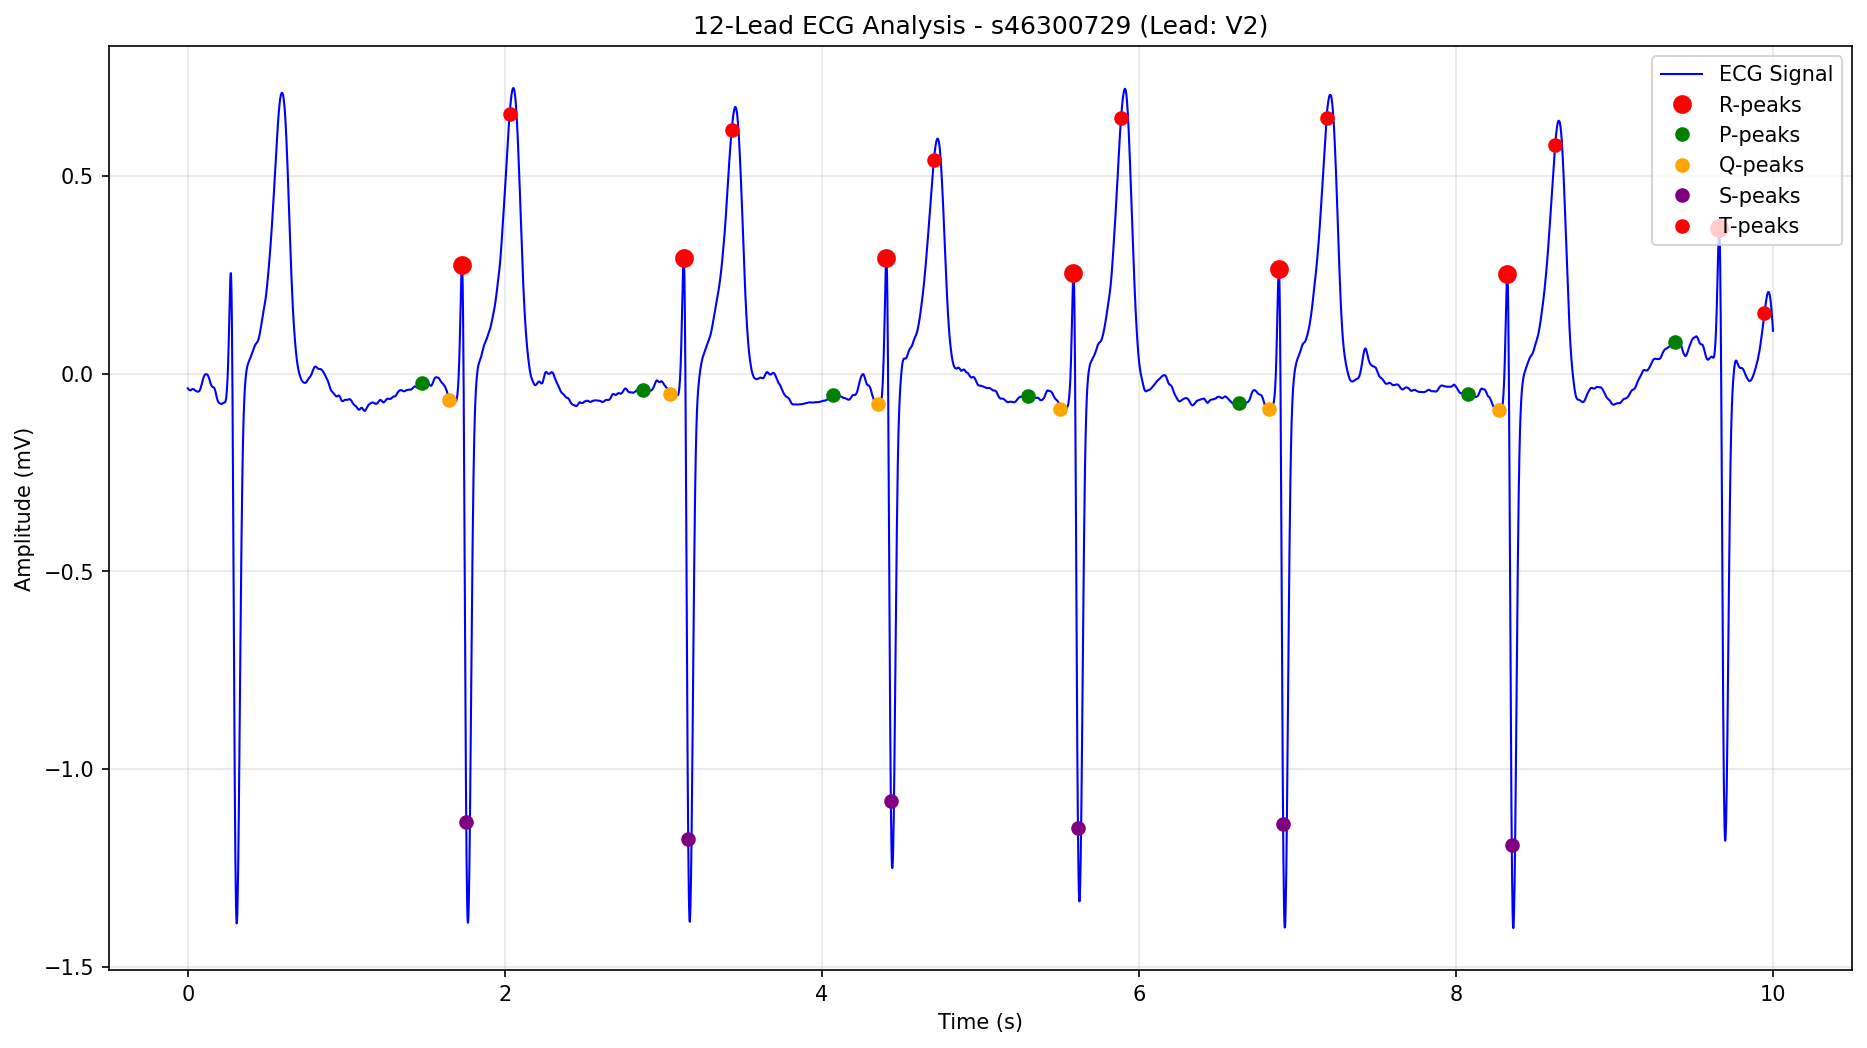 12-Lead ECG Analysis - s46300729 (Lead: V2)
ECG Signal
R-peaks
P-peaks
Q-peaks
S-peaks
T-peaks
Amplitude (mV)
0.5
0.0
−0.5
−1.0
−1.5
0
2
4
6
8
10
Time (s)